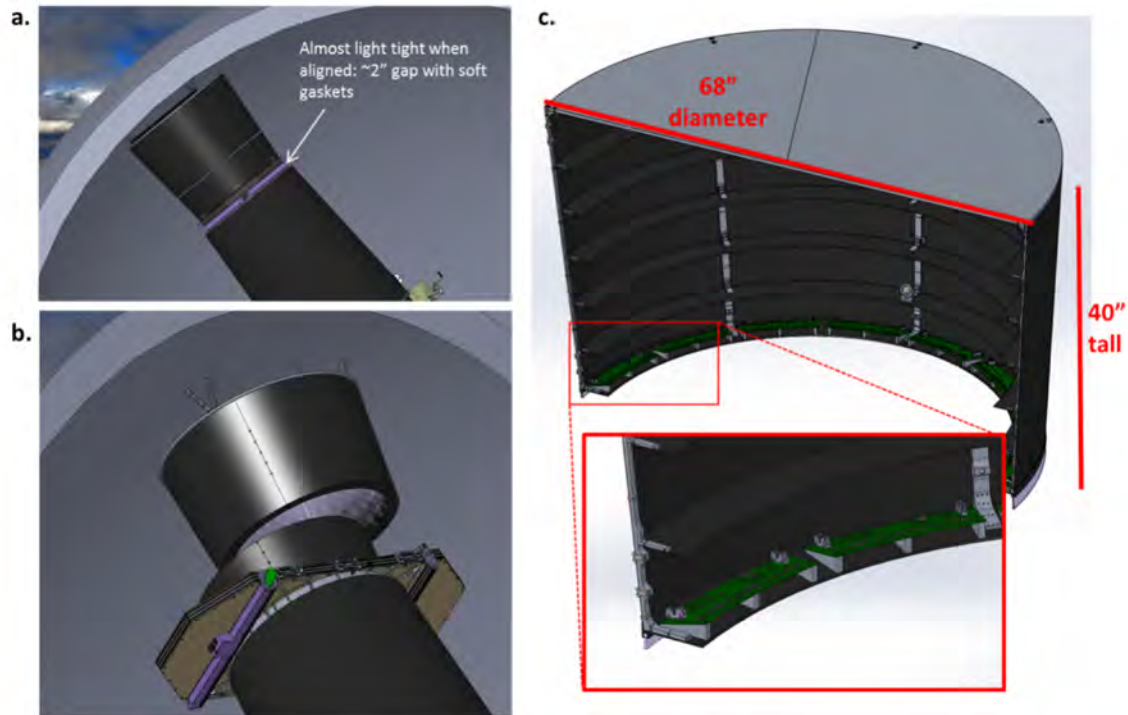 a.
Almost light tight when
aligned: ~2” gap with soft
gaskets
b.
c.
68”
diameter
40”
tall